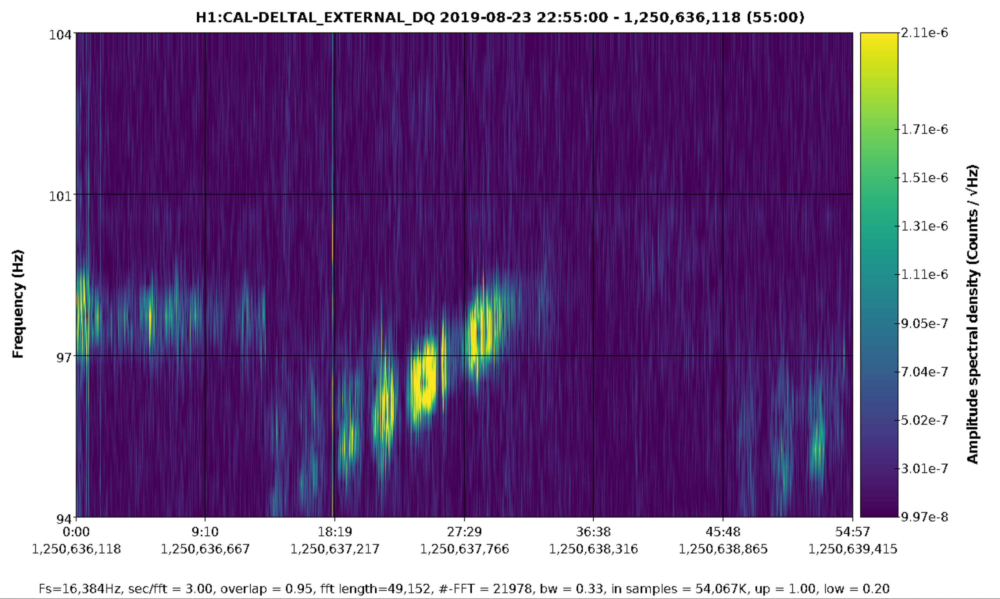 H1:CAL-DELTAL_EXTERNAL_DQ 2019-08-23 22:55:00 - 1,250,636,118 (55:00)
104
101
97
94
Frequency (Hz)
0:00 9:10 18:19 27:29 36:38 45:48 54:57
1,250,636,118 1,250,636,667 1,250,637,217 1,250,637,766 1,250,638,316 1,250,638,865 1,250,639,415
2.11e-6
1.71e-6
1.51e-6
1.31e-6
1.11e-6
9.05e-7
7.04e-7
5.02e-7
3.01e-7
9.97e-8
Amplitude spectral density (Counts / √Hz)
Fs=16,384Hz, sec/fft = 3.00, overlap = 0.95, fft length=49,152, #-FFT = 21978, bw = 0.33, in samples = 54,067K, up = 1.00, low = 0.20